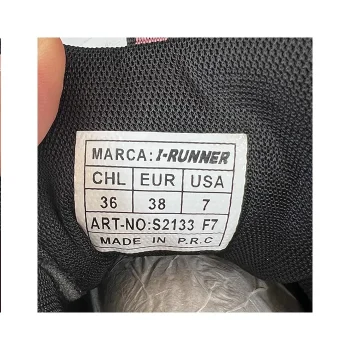 MARCA: I-RUNNER
CHL EUR USA
36 38 7
ART-NO:S2133 F7
MADE IN P.R.C